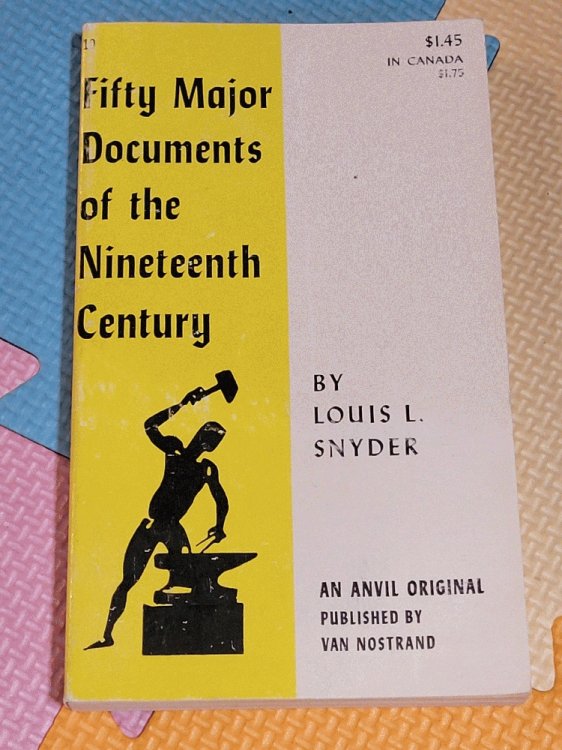 10
$1.45
IN CANADA
$1.75
Fifty Major
Documents
of the
Nineteenth
Century
BY
LOUIS L.
SNYDER
AN ANVIL ORIGINAL
PUBLISHED BY
VAN NOSTRAND